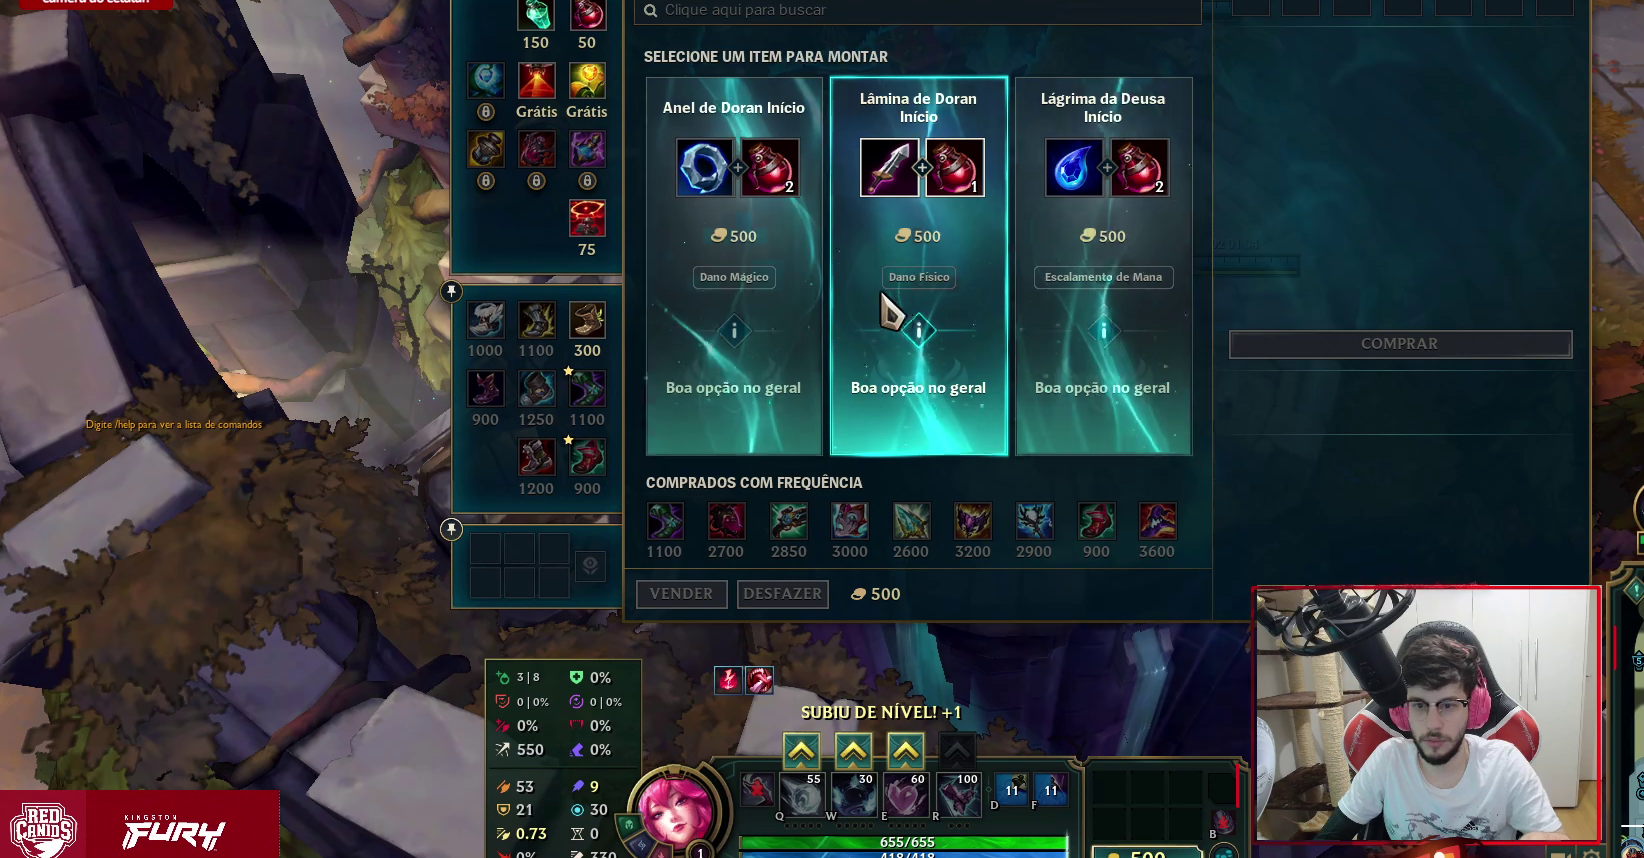 Clique aqui para buscar
150
50
SELECIONE UM ITEM PARA MONTAR
Grátis
Grátis
Anel de Doran Início
2
500
Dano Mágico
Boa opção no geral
Lâmina de Doran
Início
1
500
Dano Físico
Boa opção no geral
Lágrima da Deusa
Início
2
500
Escalamento de Mana
Boa opção no geral
75
1000
1100
300
900
1250
1100
1200
900
COMPRAR
Digite /help para ver a lista de comandos
COMPRADOS COM FREQUÊNCIA
1100
2700
2850
3000
2600
3200
2900
900
3600
VENDER
DESFAZER
500
3 | 8
0%
0 | 0%
0 | 0%
0%
0%
550
0%
53
9
21
30
0.73
0
0%
330
SUBIU DE NÍVEL! +1
55
30
60
100
11
11
Q
W
E
R
D
F
B
1
655/655
418/418
500
RED
CANIDS
KINGSTON
FURY